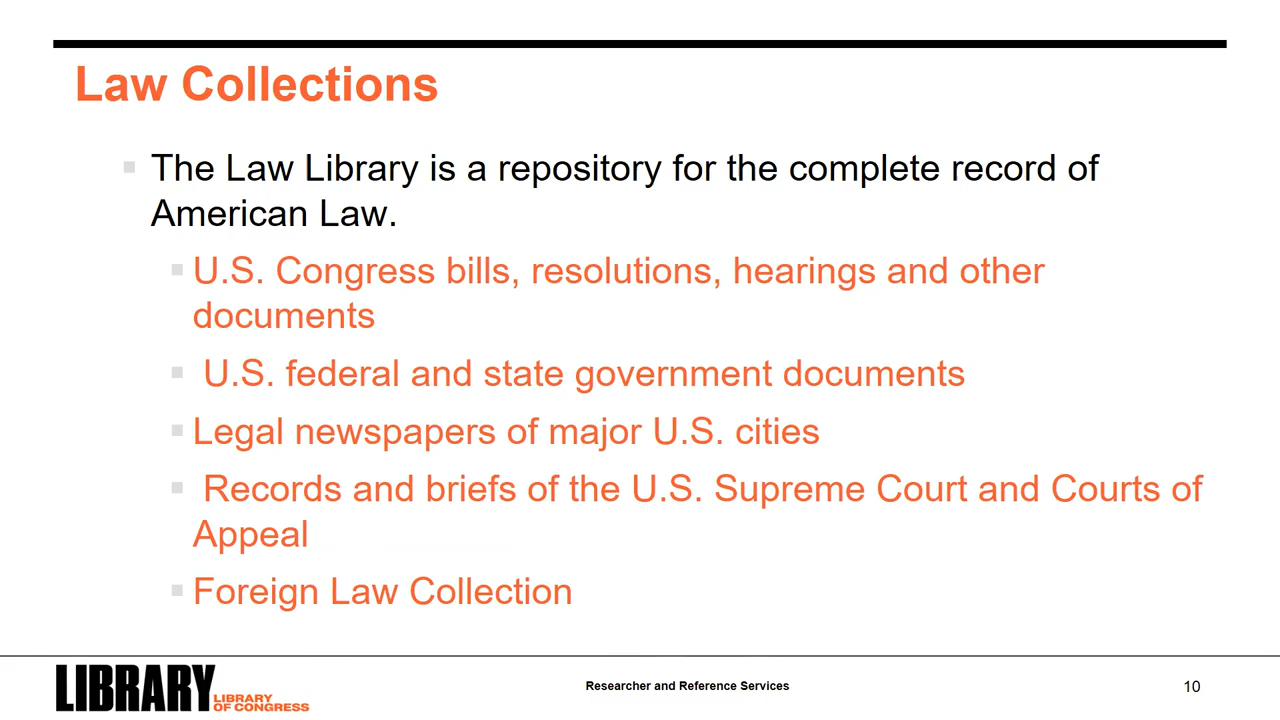 Law Collections
The Law Library is a repository for the complete record of
American Law.
U.S. Congress bills, resolutions, hearings and other
documents
U.S. federal and state government documents
Legal newspapers of major U.S. cities
Records and briefs of the U.S. Supreme Court and Courts of
Appeal
Foreign Law Collection
LIBRARY
LIBRARY
OF CONGRESS
Researcher and Reference Services
10